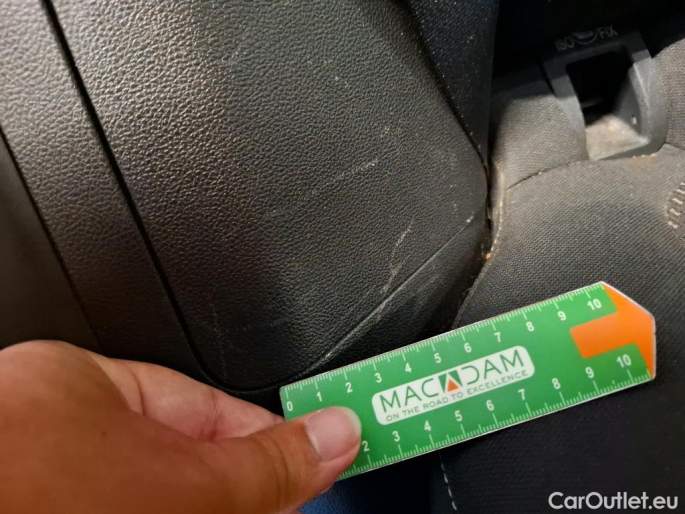 ISO FIX
0 1 2 3 4 5 6 7 8 9 10
MACADAM
ON THE ROAD TO EXCELLENCE
2 3 4 5 6 7 8 9 10
CarOutlet.eu